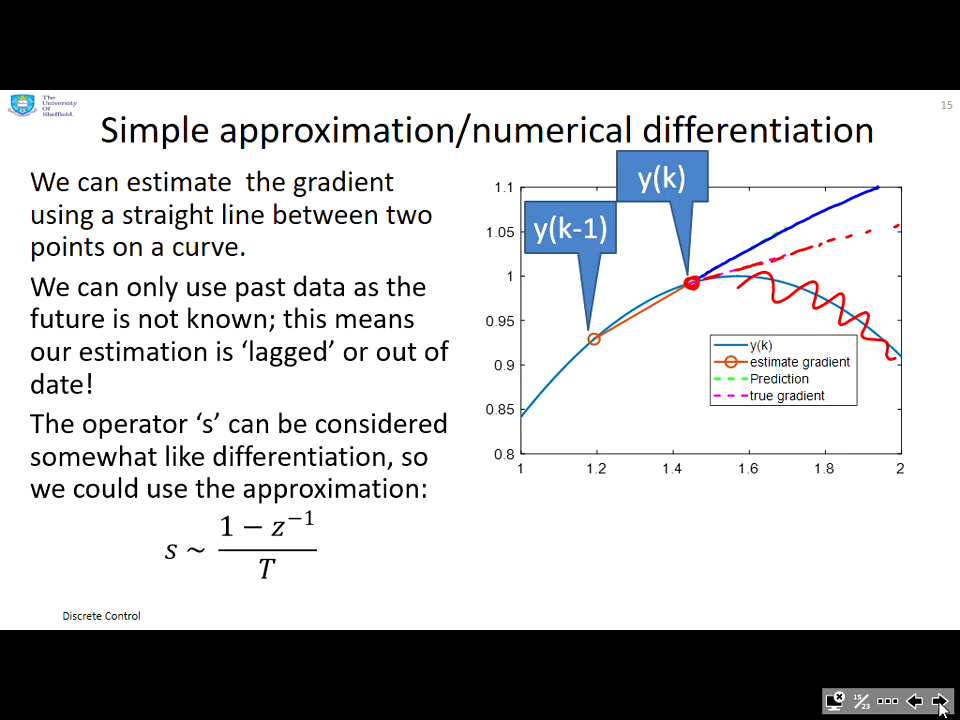 The
University
Of
Sheffield.
15
Simple approximation/numerical differentiation
We can estimate the gradient
using a straight line between two
points on a curve.
We can only use past data as the
future is not known; this means
our estimation is ‘lagged’ or out of
date!
The operator ‘s’ can be considered
somewhat like differentiation, so
we could use the approximation:
s ~ 1 − z⁻¹
T
y(k)
y(k-1)
1.1
1.05
1
0.95
0.9
0.85
0.8
1 1.2 1.4 1.6 1.8 2
y(k)
estimate gradient
Prediction
true gradient
Discrete Control
15/23